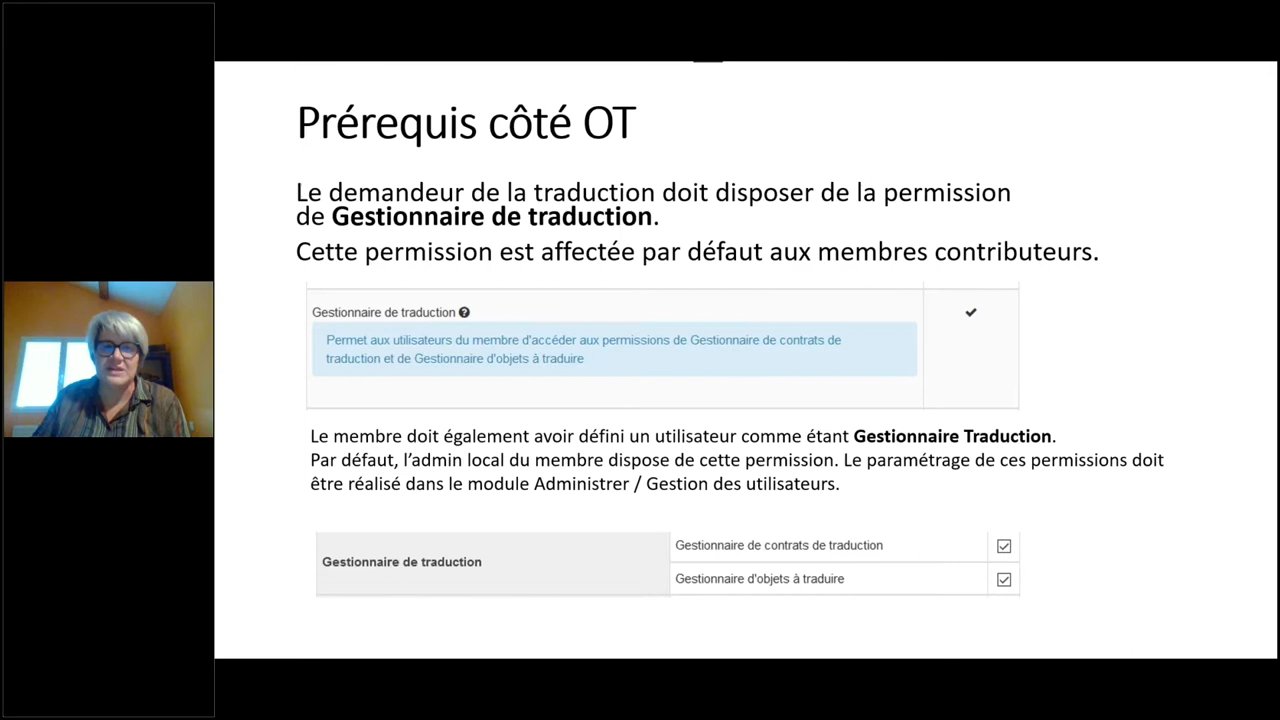 Prérequis côté OT
Le demandeur de la traduction doit disposer de la permission
de Gestionnaire de traduction.
Cette permission est affectée par défaut aux membres contributeurs.
Gestionnaire de traduction
Permet aux utilisateurs du membre d'accéder aux permissions de Gestionnaire de contrats de
traduction et de Gestionnaire d'objets à traduire
Le membre doit également avoir défini un utilisateur comme étant Gestionnaire Traduction.
Par défaut, l’admin local du membre dispose de cette permission. Le paramétrage de ces permissions doit
être réalisé dans le module Administrer / Gestion des utilisateurs.
Gestionnaire de traduction
Gestionnaire de contrats de traduction
Gestionnaire d'objets à traduire